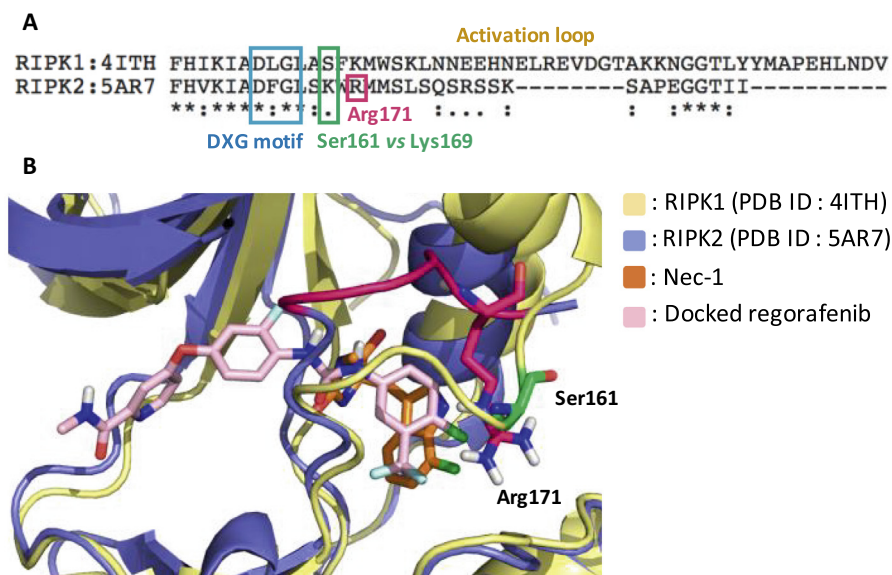 A
Activation loop
RIPK1:4ITH FHIKIADLGLASFKMWSKLNNEEHNELREVDGTAKKNGGTLYYMAPEHLNDV
RIPK2:5AR7 FHVKIADFGLSKWRMMSLSQSRSSK---------SAPEGGTII-----------
**:****:**:. :... : : :***:
Arg171
DXG motif Ser161 vs Lys169
B
: RIPK1 (PDB ID : 4ITH)
: RIPK2 (PDB ID : 5AR7)
: Nec-1
: Docked regorafenib
Ser161
Arg171